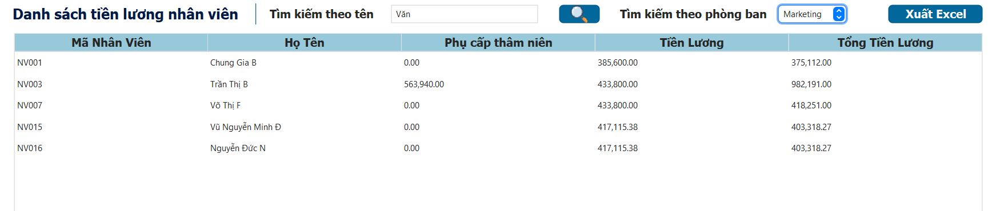 Danh sách tiền lương nhân viên Tìm kiếm theo tên Văn Tìm kiếm theo phòng ban Marketing Xuất Excel
Mã Nhân Viên Họ Tên Phụ cấp thâm niên Tiền Lương Tổng Tiền Lương
NV001 Chung Gia B 0.00 385,600.00 375,112.00
NV003 Trần Thị B 563,940.00 433,800.00 982,191.00
NV007 Võ Thị F 0.00 433,800.00 418,251.00
NV015 Vũ Nguyễn Minh Đ 0.00 417,115.38 403,318.27
NV016 Nguyễn Đức N 0.00 417,115.38 403,318.27